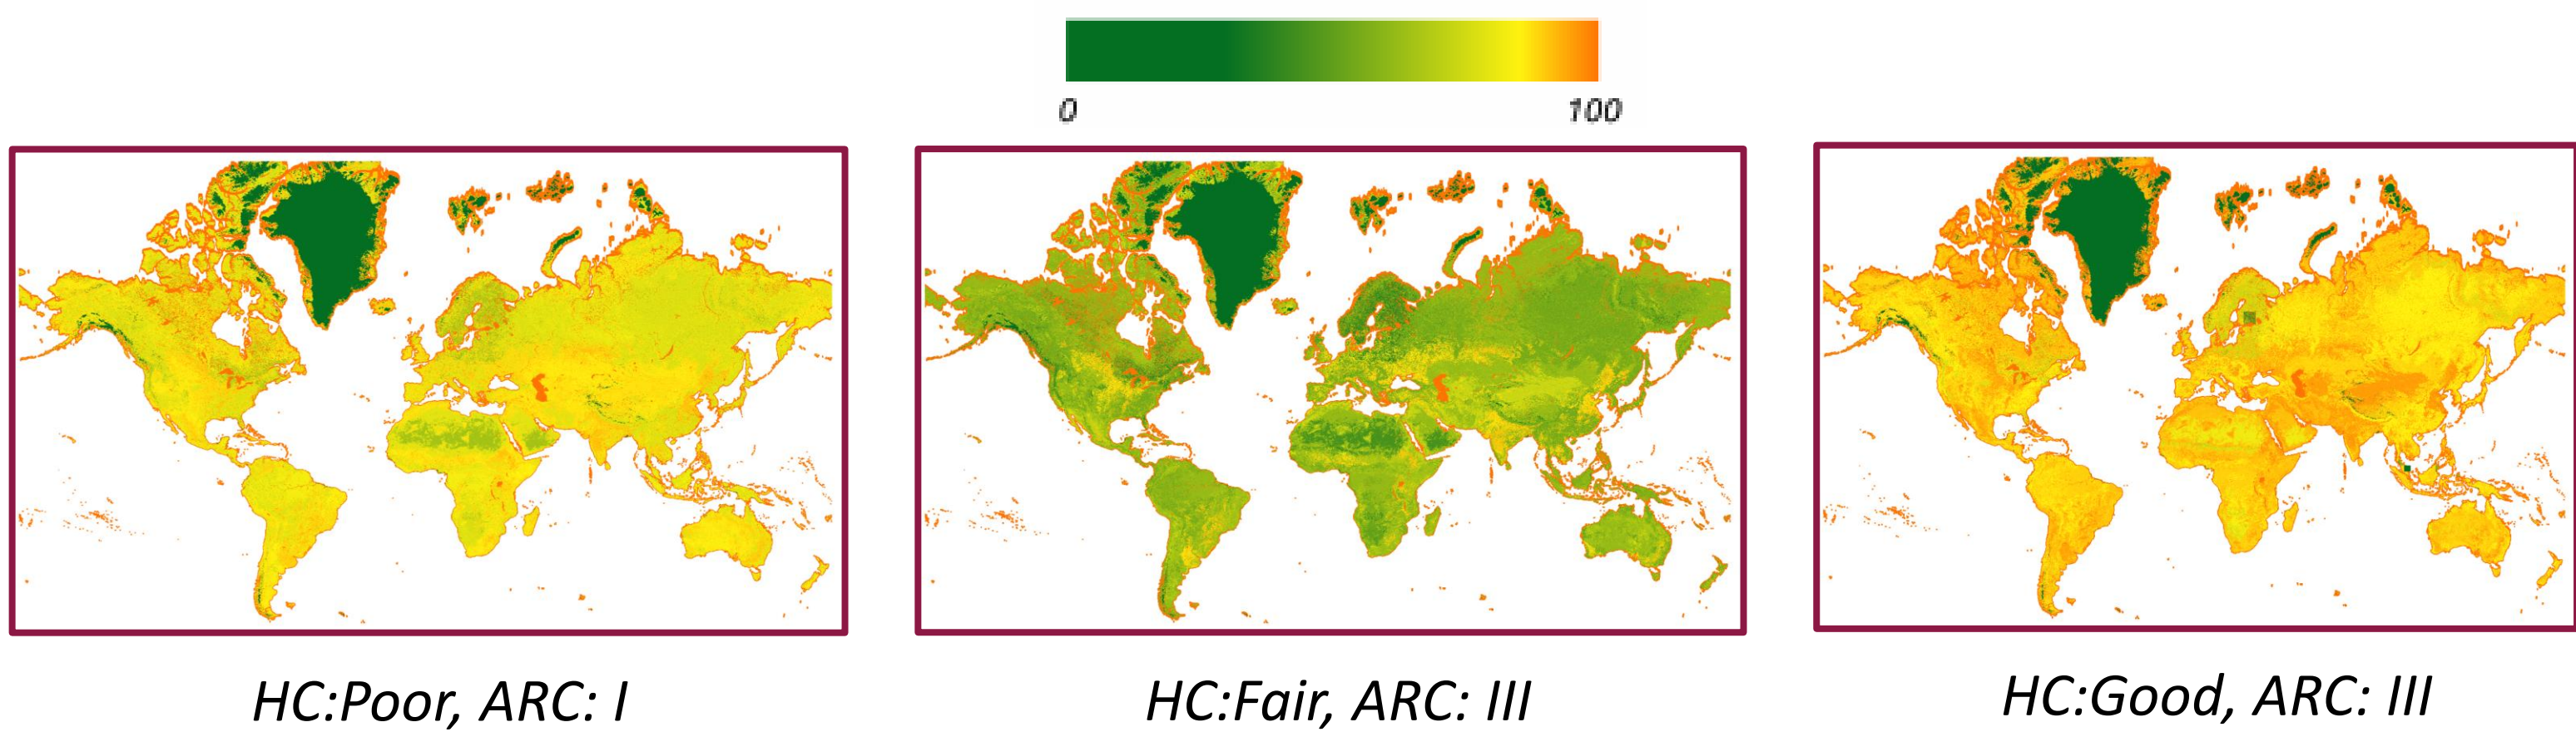 0 100
HC:Poor, ARC: I
HC:Fair, ARC: III
HC:Good, ARC: III